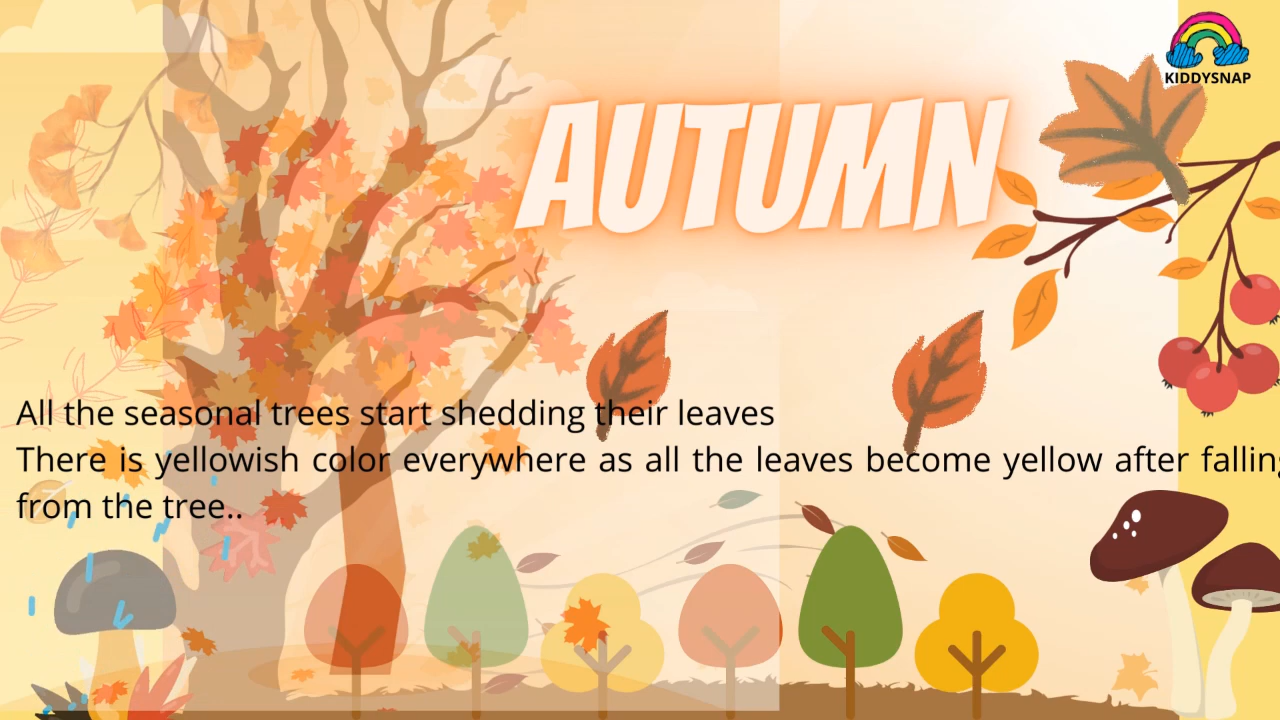 KIDDYSNAP
AUTUMN
All the seasonal trees start shedding their leaves
There is yellowish color everywhere as all the leaves become yellow after falling
from the tree..